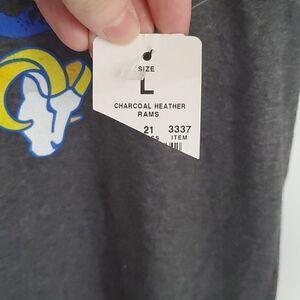 SIZE
L
CHARCOAL HEATHER
RAMS
21 3337
ITEM